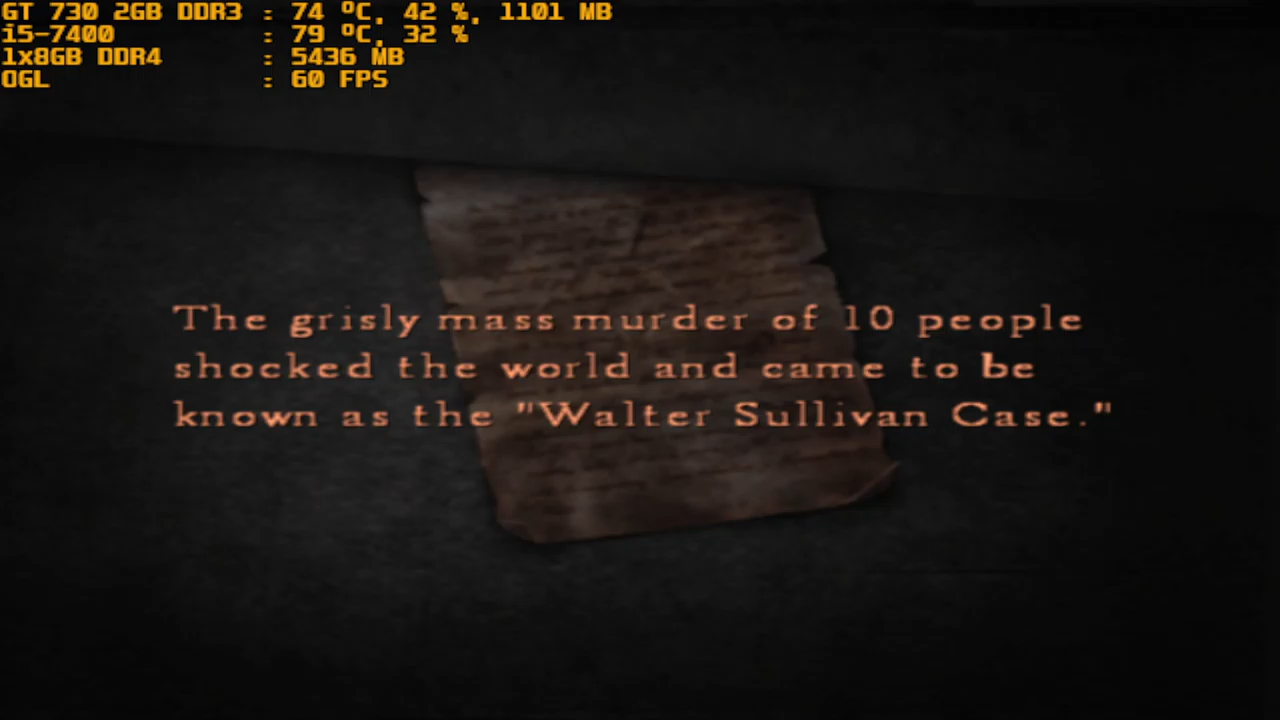 GT 730 2GB DDR3 : 74 ºC, 42 %, 1101 MB
i5-7400 : 79 ºC, 32 %
1x8GB DDR4 : 5436 MB
OGL : 60 FPS
The grisly mass murder of 10 people
shocked the world and came to be
known as the "Walter Sullivan Case."